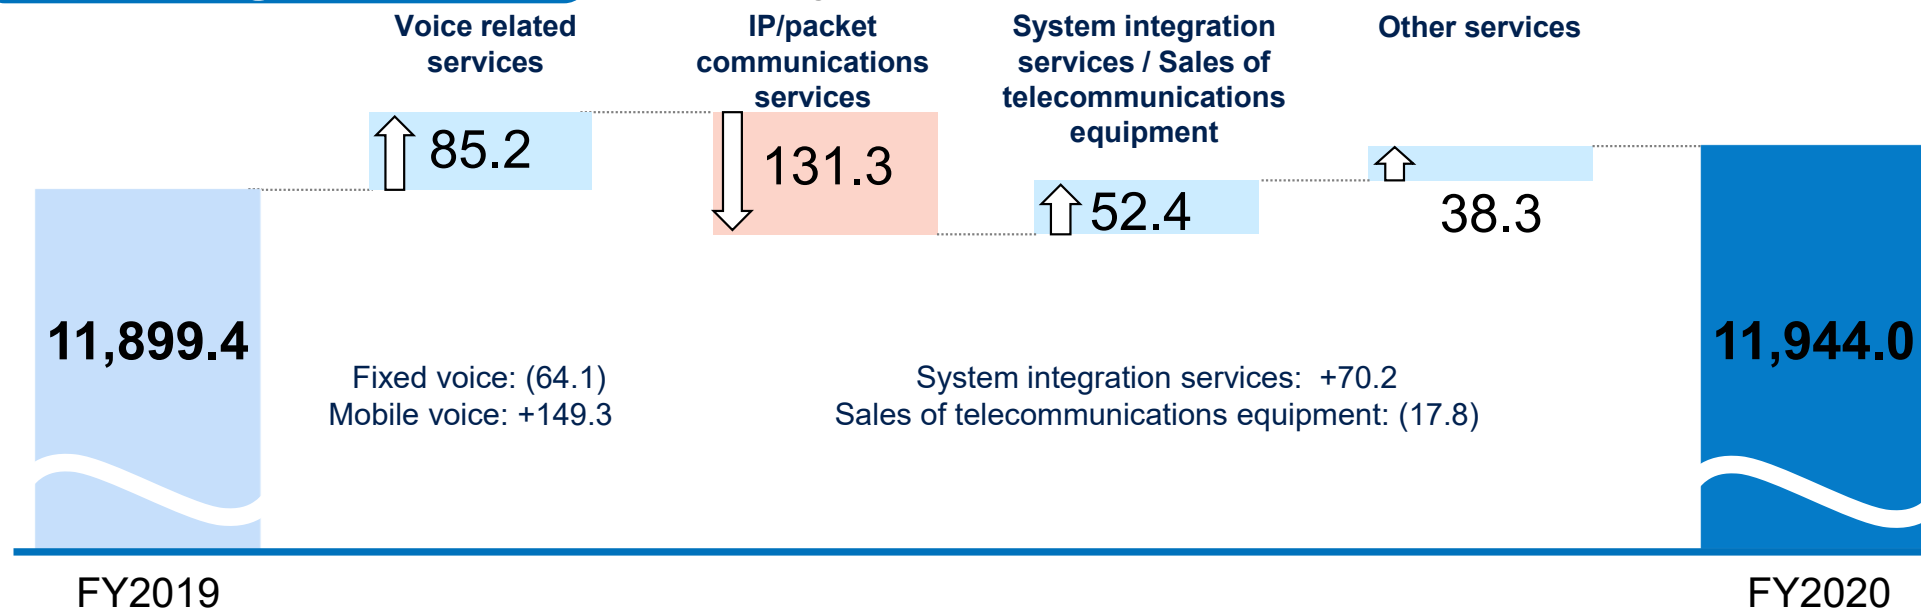 Voice related
services
IP/packet
communications
services
System integration
services / Sales of
telecommunications
equipment
Other services
85.2
131.3
52.4
38.3
11,899.4
11,944.0
Fixed voice: (64.1)
Mobile voice: +149.3
System integration services: +70.2
Sales of telecommunications equipment: (17.8)
FY2019
FY2020